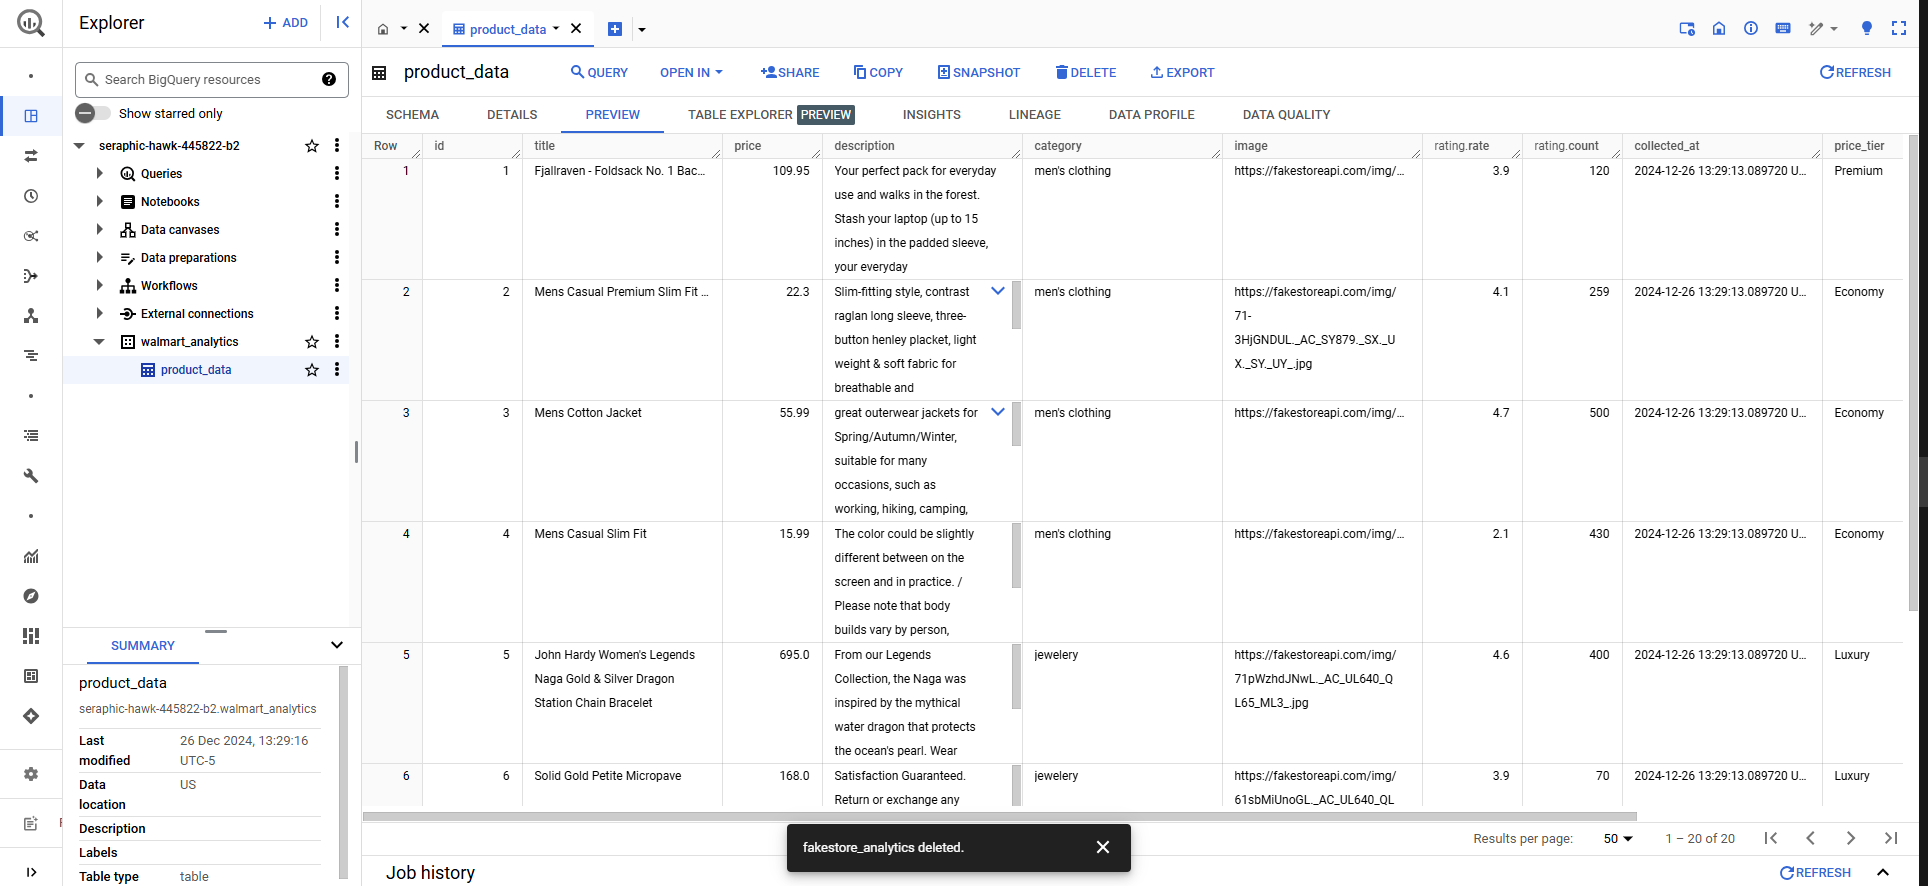 Explorer
ADD
Search BigQuery resources
Show starred only
seraphic-hawk-445822-b2
Queries
Notebooks
Data canvases
Data preparations
Workflows
External connections
walmart_analytics
product_data
SUMMARY
product_data
seraphic-hawk-445822-b2.walmart_analytics
Last modified 26 Dec 2024, 13:29:16 UTC-5
Data location US
Description
Labels
Table type table
product_data
product_data
QUERY OPEN IN SHARE COPY SNAPSHOT DELETE EXPORT REFRESH
SCHEMA DETAILS PREVIEW TABLE EXPLORER PREVIEW INSIGHTS LINEAGE DATA PROFILE DATA QUALITY
Row id title price description category image rating.rate rating.count collected_at price_tier
1 1 Fjallraven - Foldsack No. 1 Bac... 109.95 Your perfect pack for everyday men's clothing https://fakestoreapi.com/img/... 3.9 120 2024-12-26 13:29:13.089720 U... Premium
use and walks in the forest.
Stash your laptop (up to 15
inches) in the padded sleeve,
your everyday
2 2 Mens Casual Premium Slim Fit ... 22.3 Slim-fitting style, contrast men's clothing https://fakestoreapi.com/img/ 4.1 259 2024-12-26 13:29:13.089720 U... Economy
raglan long sleeve, three- 71-
button henley placket, light 3HjGNDUL._AC_SY879._SX._U
weight & soft fabric for X._SY._UY_.jpg
breathable and
3 3 Mens Cotton Jacket 55.99 great outerwear jackets for men's clothing https://fakestoreapi.com/img/... 4.7 500 2024-12-26 13:29:13.089720 U... Economy
Spring/Autumn/Winter,
suitable for many
occasions, such as
working, hiking, camping,
4 4 Mens Casual Slim Fit 15.99 The color could be slightly men's clothing https://fakestoreapi.com/img/... 2.1 430 2024-12-26 13:29:13.089720 U... Economy
different between on the
screen and in practice. /
Please note that body
builds vary by person,
5 5 John Hardy Women's Legends 695.0 From our Legends jewelery https://fakestoreapi.com/img/ 4.6 400 2024-12-26 13:29:13.089720 U... Luxury
Naga Gold & Silver Dragon Collection, the Naga was 71pWzhdJNwL._AC_UL640_Q
Station Chain Bracelet inspired by the mythical L65_ML3_.jpg
water dragon that protects
the ocean's pearl. Wear
6 6 Solid Gold Petite Micropave 168.0 Satisfaction Guaranteed. jewelery https://fakestoreapi.com/img/ 3.9 70 2024-12-26 13:29:13.089720 U... Luxury
Return or exchange any 61sbMiUnoGL._AC_UL640_QL
Results per page: 50 1 – 20 of 20
fakestore_analytics deleted.
Job history REFRESH